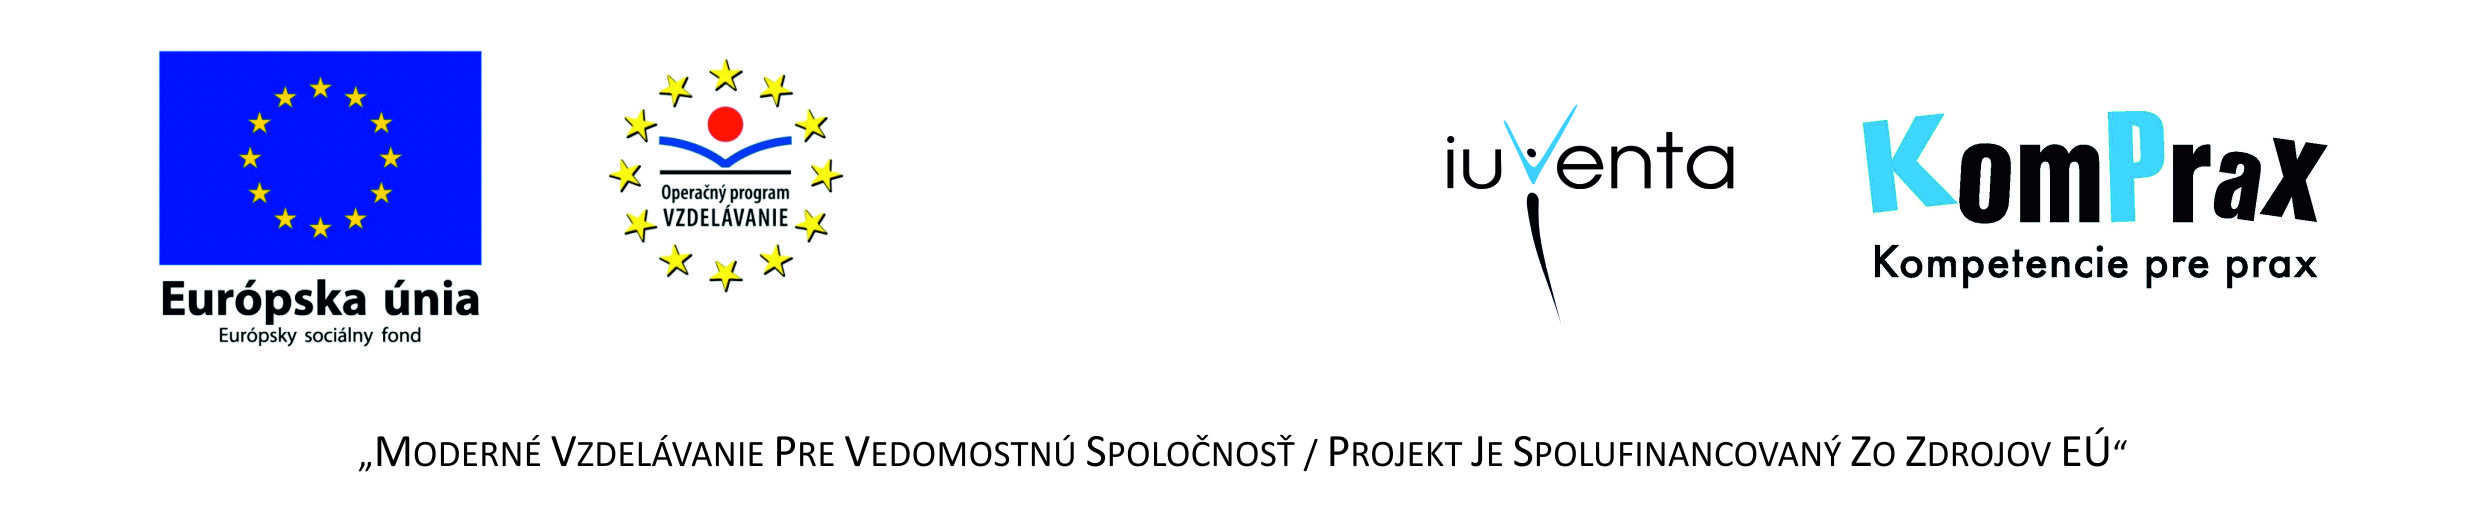 Európska únia
Európsky sociálny fond
Operačný program
VZDELÁVANIE
iuventa
KomPrax
Kompetencie pre prax
„MODERNÉ VZDELÁVANIE PRE VEDOMOSTNÚ SPOLOČNOSŤ / PROJEKT JE SPOLUFINANCOVANÝ ZO ZDROJOV EÚ“